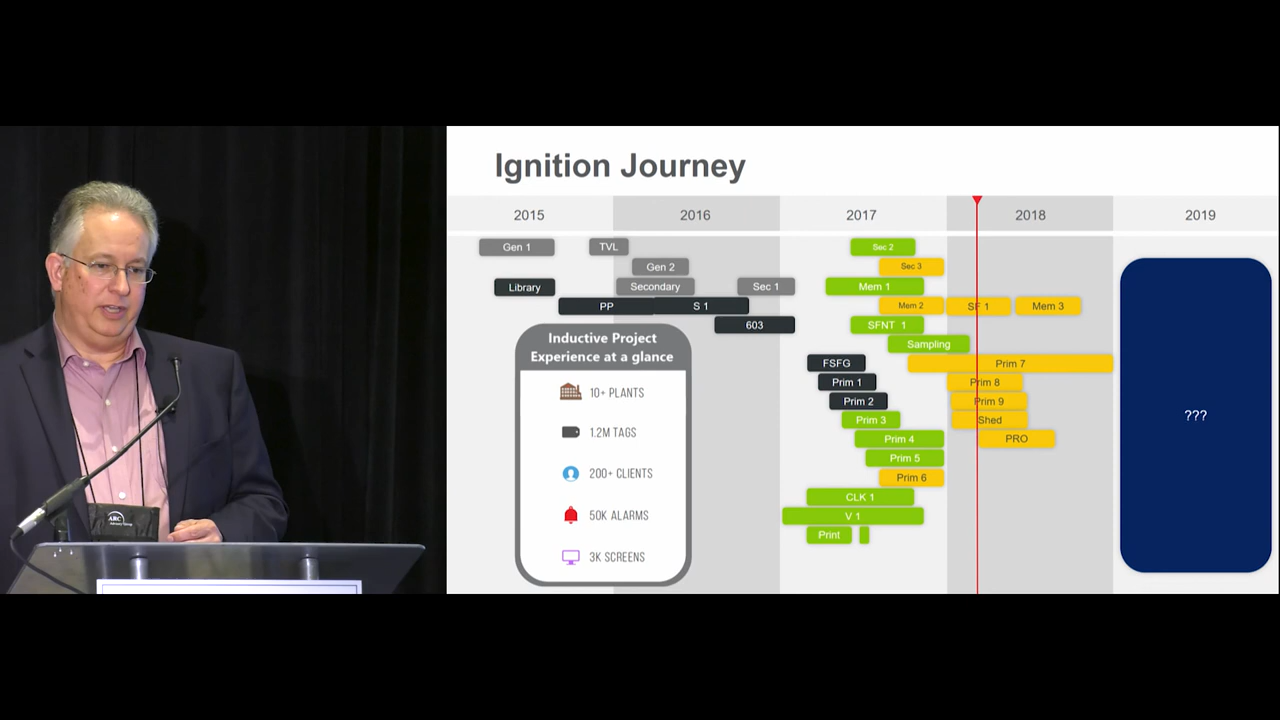 Ignition Journey
2015 2016 2017 2018 2019
Gen 1 TVL Sec 2
Gen 2 Sec 3
Library Secondary Sec 1 Mem 1
PP S 1 Mem 2 SF 1 Mem 3
603 SFNT 1
Sampling
FSFG Prim 7
Prim 1 Prim 8
Prim 2 Prim 9
Prim 3 Shed
Prim 4 PRO
Prim 5
Prim 6
CLK 1
V 1
Print
Inductive Project
Experience at a glance
10+ PLANTS
1.2M TAGS
200+ CLIENTS
50K ALARMS
3K SCREENS
???
ARC
Advisory Group